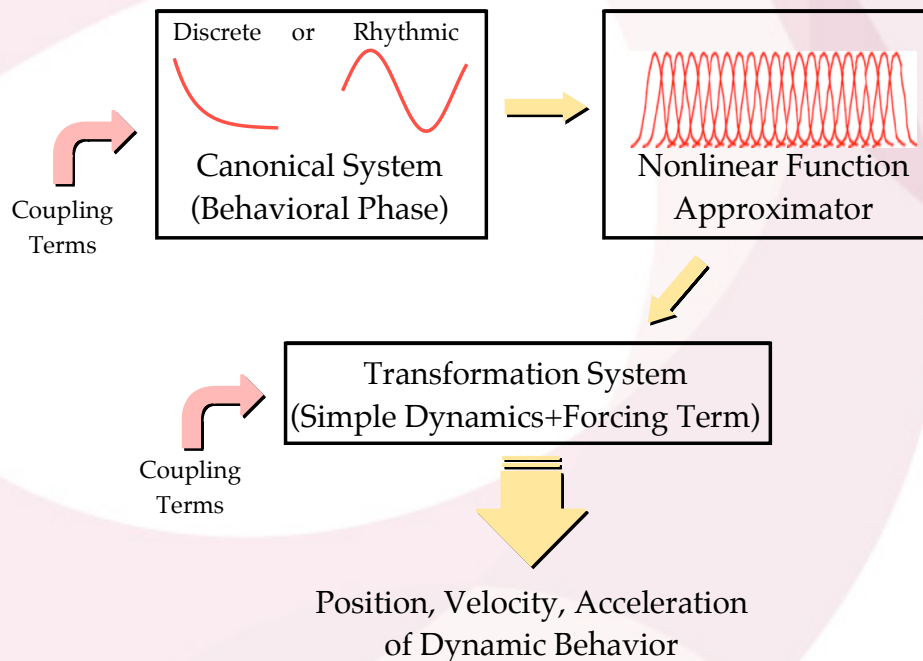 Discrete or Rhythmic
Canonical System
(Behavioral Phase)
Nonlinear Function
Approximator
Coupling
Terms
Transformation System
(Simple Dynamics+Forcing Term)
Coupling
Terms
Position, Velocity, Acceleration
of Dynamic Behavior